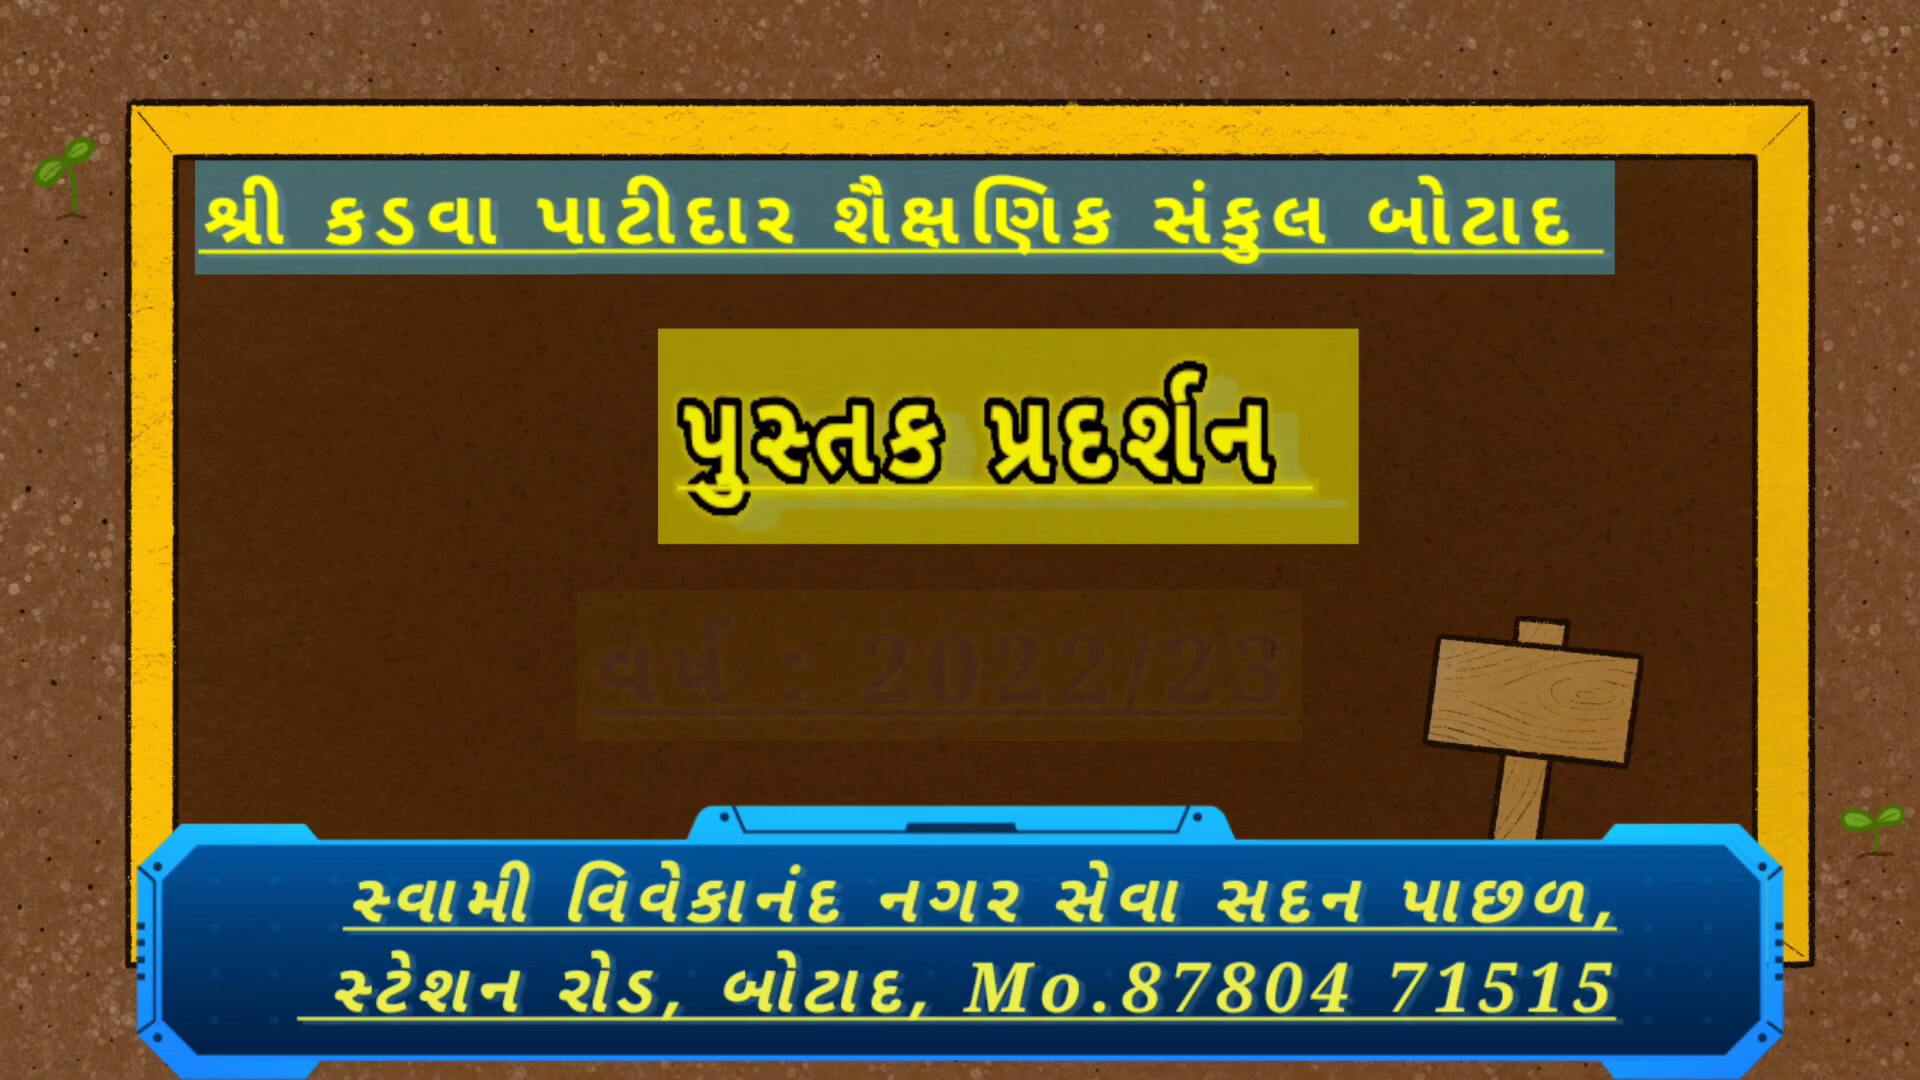 શ્રી કડવા પાટીદાર શૈક્ષણિક સંકુલ બોટાદ
પુસ્તક પ્રદર્શન
વર્ષ : 2022/23
સ્વામી વિવેકાનંદ નગર સેવા સદન પાછળ,
સ્ટેશન રોડ, બોટાદ, Mo.87804 71515